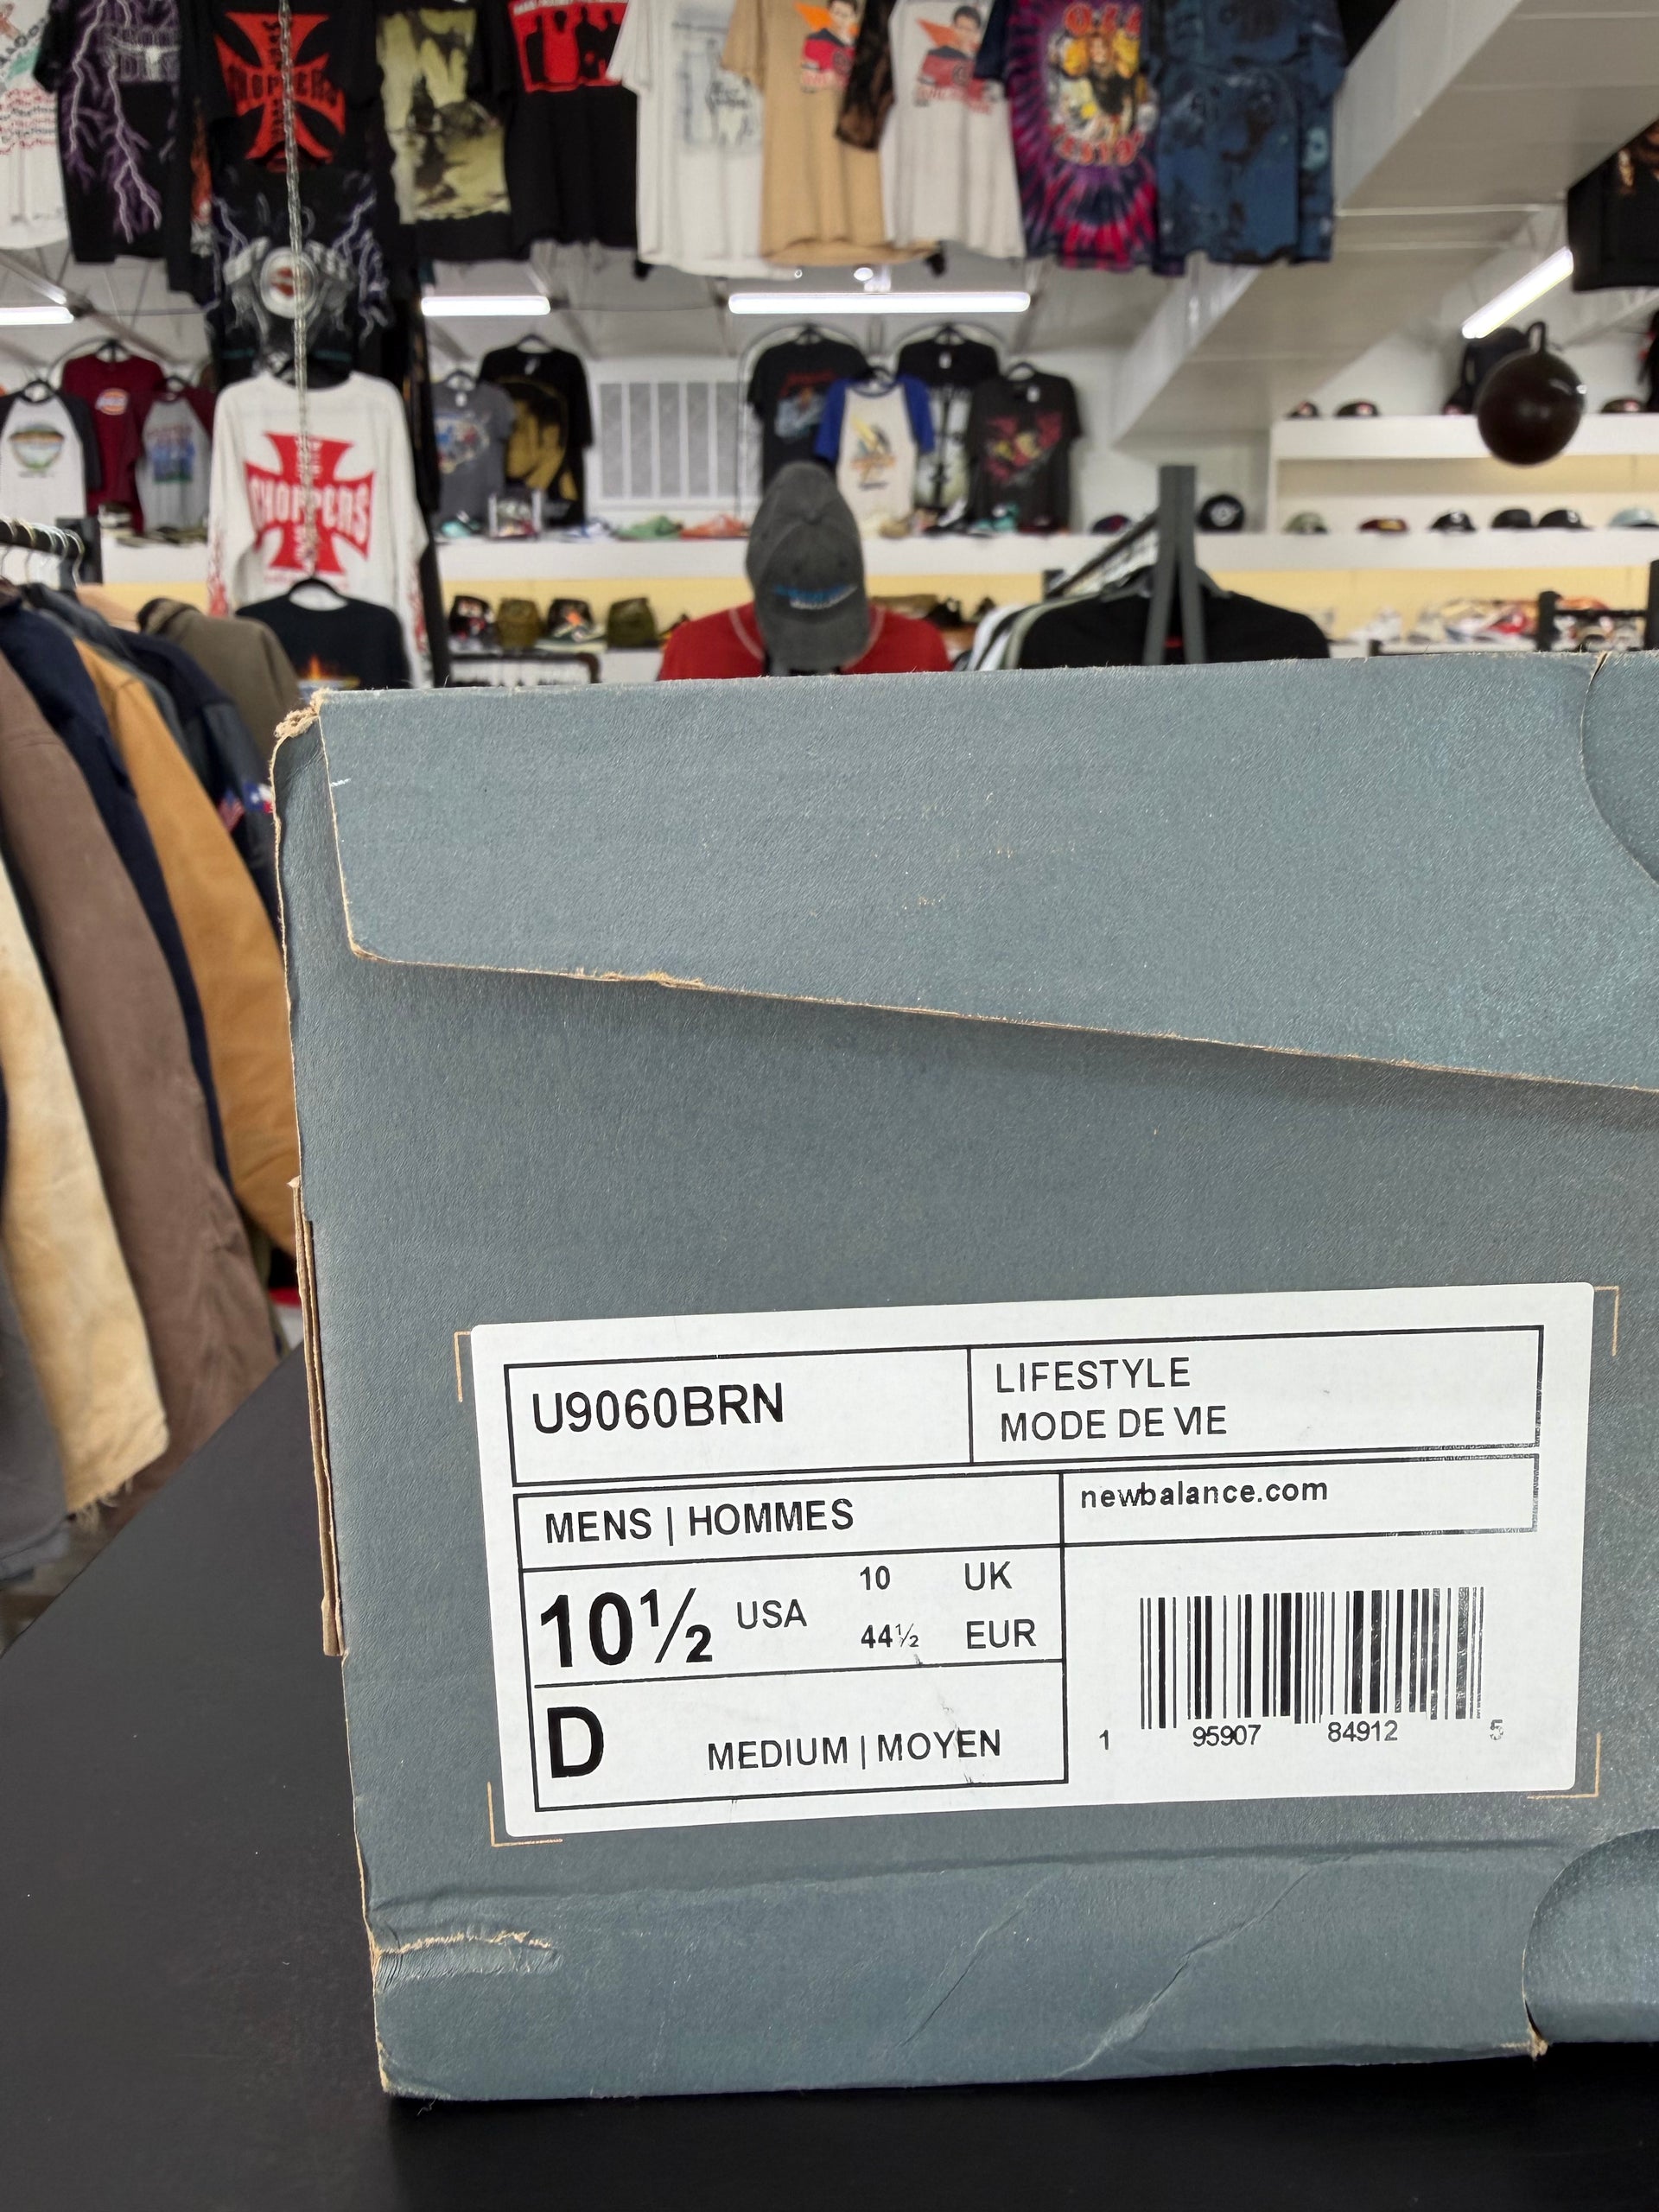 CHOPPERS
CHOPPERS
U9060BRN
LIFESTYLE
MODE DE VIE
MENS | HOMMES
newbalance.com
10½ USA
10 UK
44½ EUR
D
MEDIUM | MOYEN
1 95907 84912 5